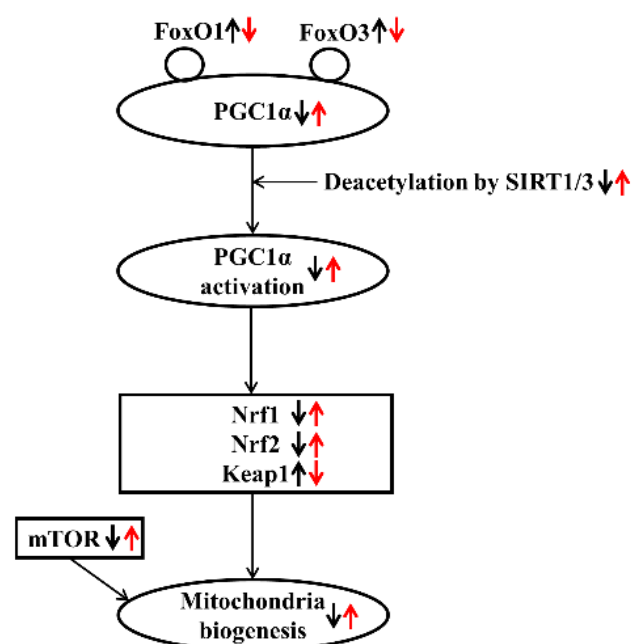 FoxO1↑↓ FoxO3↑↓
PGC1α↓↑
Deacetylation by SIRT1/3↓↑
PGC1α
activation ↓↑
Nrf1 ↓↑
Nrf2 ↓↑
Keap1↑↓
mTOR↓↑
Mitochondria
biogenesis ↓↑